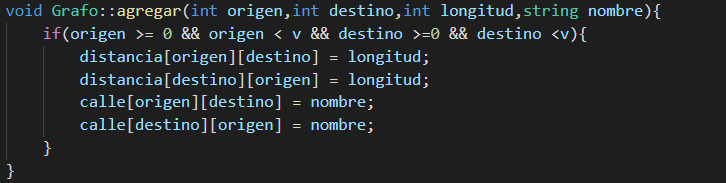 void Grafo::agregar(int origen,int destino,int longitud,string nombre){
    if(origen >= 0 && origen < v && destino >=0 && destino <v){
        distancia[origen][destino] = longitud;
        distancia[destino][origen] = longitud;
        calle[origen][destino] = nombre;
        calle[destino][origen] = nombre;
    }
}